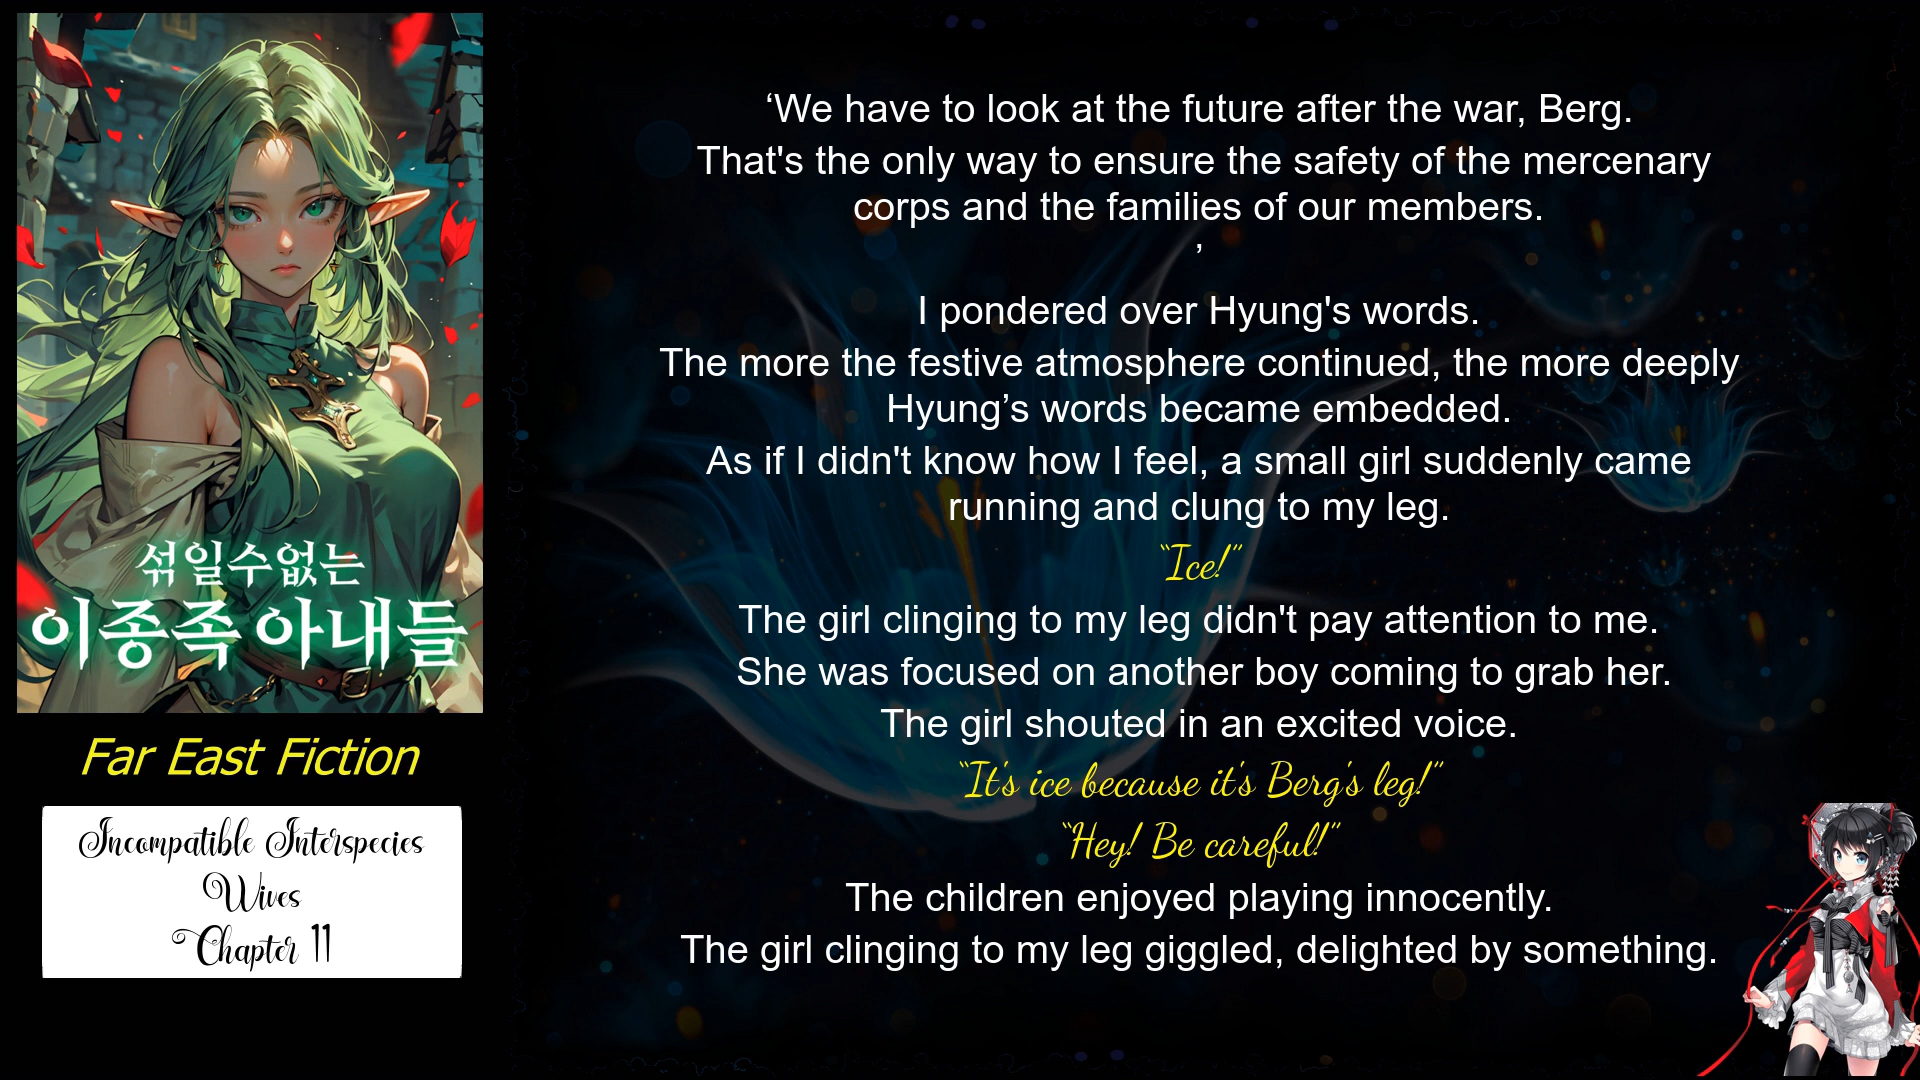 섞일수없는
이종족 아내들
Far East Fiction
Incompatible Interspecies
Wives
Chapter 11
‘We have to look at the future after the war, Berg.
That's the only way to ensure the safety of the mercenary
corps and the families of our members.
’
I pondered over Hyung's words.
The more the festive atmosphere continued, the more deeply
Hyung’s words became embedded.
As if I didn't know how I feel, a small girl suddenly came
running and clung to my leg.
“Ice!”
The girl clinging to my leg didn't pay attention to me.
She was focused on another boy coming to grab her.
The girl shouted in an excited voice.
“It's ice because it's Berg's leg!”
“Hey! Be careful!”
The children enjoyed playing innocently.
The girl clinging to my leg giggled, delighted by something.